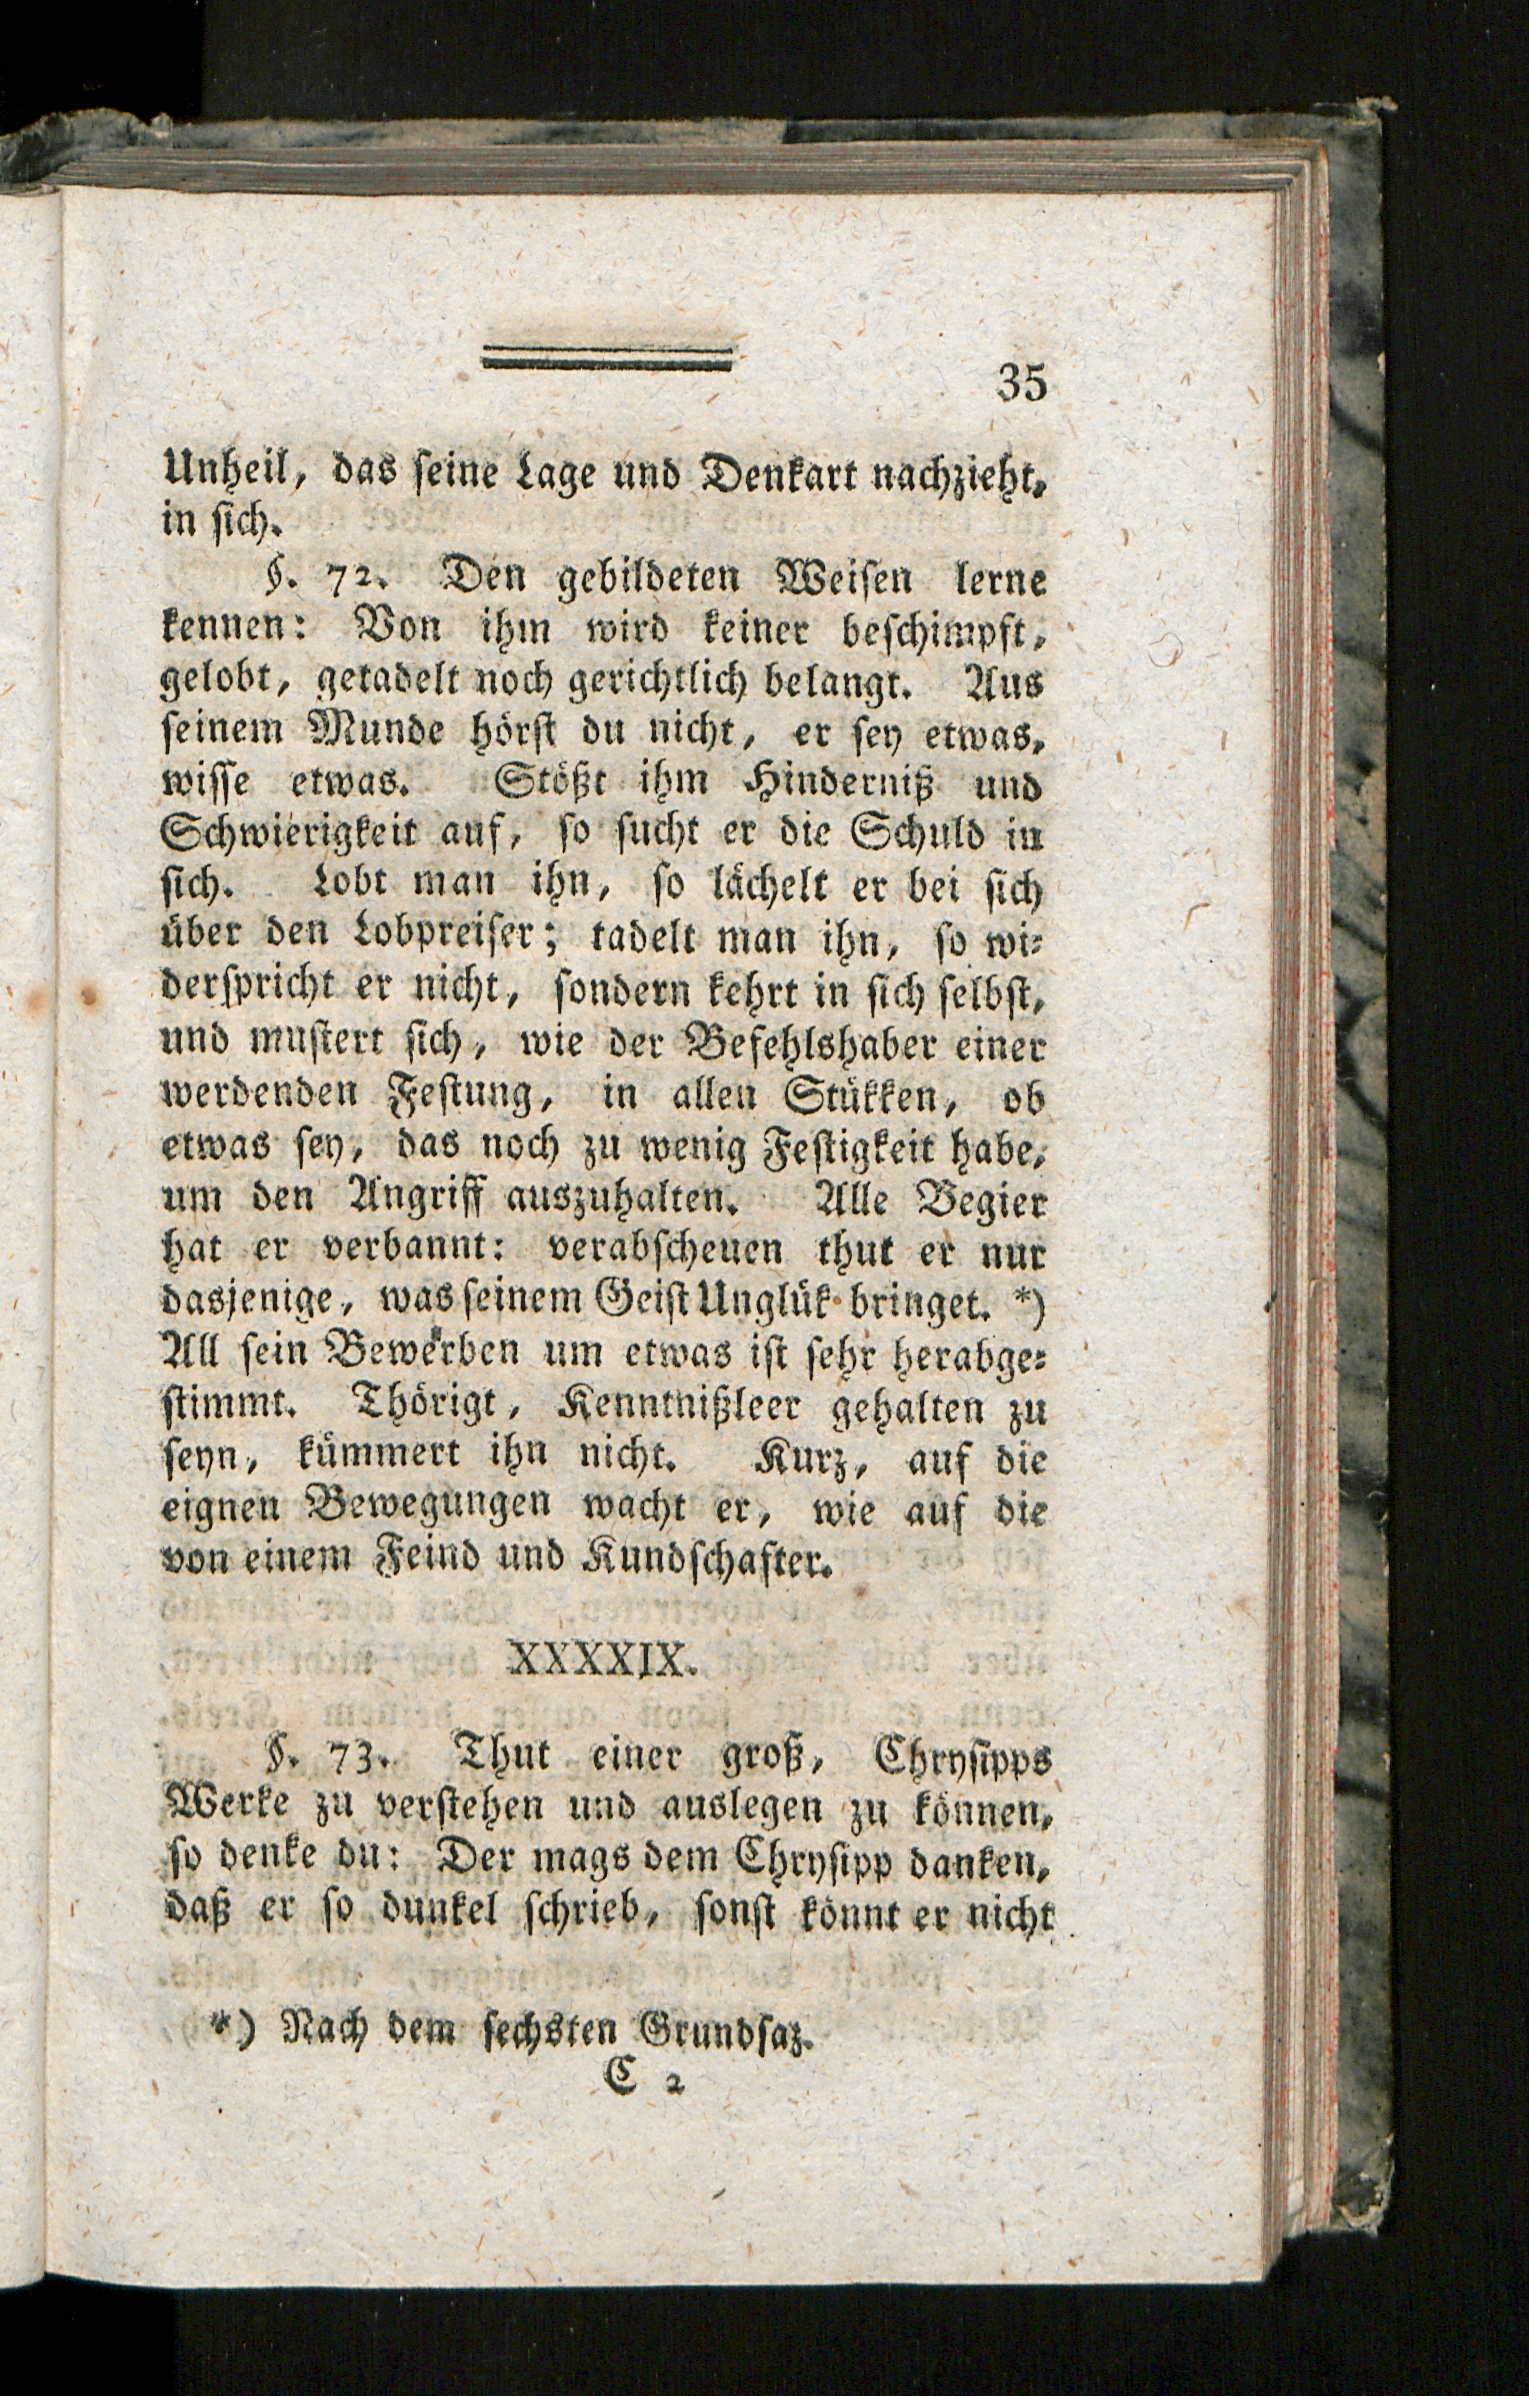 35
Unheil, das seine Lage und Denkart nachzieht,
in sich.
§. 72. Den gebildeten Weisen lerne
kennen: Von ihm wird keiner beschimpft,
gelobt, getadelt noch gerichtlich belangt. Aus
seinem Munde hörst du nicht, er sey etwas,
wisse etwas. Stößt ihm Hinderniß und
Schwierigkeit auf, so sucht er die Schuld in
sich. Lobt man ihn, so lächelt er bei sich
über den Lobpreiser; tadelt man ihn, so wi-
derspricht er nicht, sondern kehrt in sich selbst,
und mustert sich, wie der Befehlshaber einer
werdenden Festung, in allen Stükken, ob
etwas sey, das noch zu wenig Festigkeit habe,
um den Angriff auszuhalten. Alle Begier
hat er verbannt: verabscheuen thut er nur
dasjenige, was seinem Geist Unglük bringet. *)
All sein Bewerben um etwas ist sehr herabge-
stimmt. Thörigt, Kenntnißleer gehalten zu
seyn, kümmert ihn nicht. Kurz, auf die
eignen Bewegungen wacht er, wie auf die
von einem Feind und Kundschafter.
XXXXIX.
§. 73. Thut einer groß, Chrysipps
Werke zu verstehen und auslegen zu können,
so denke du: Der mags dem Chrysipp danken,
daß er so dunkel schrieb, sonst könnt er nicht
*) Nach dem sechsten Grundsaz.
C 2